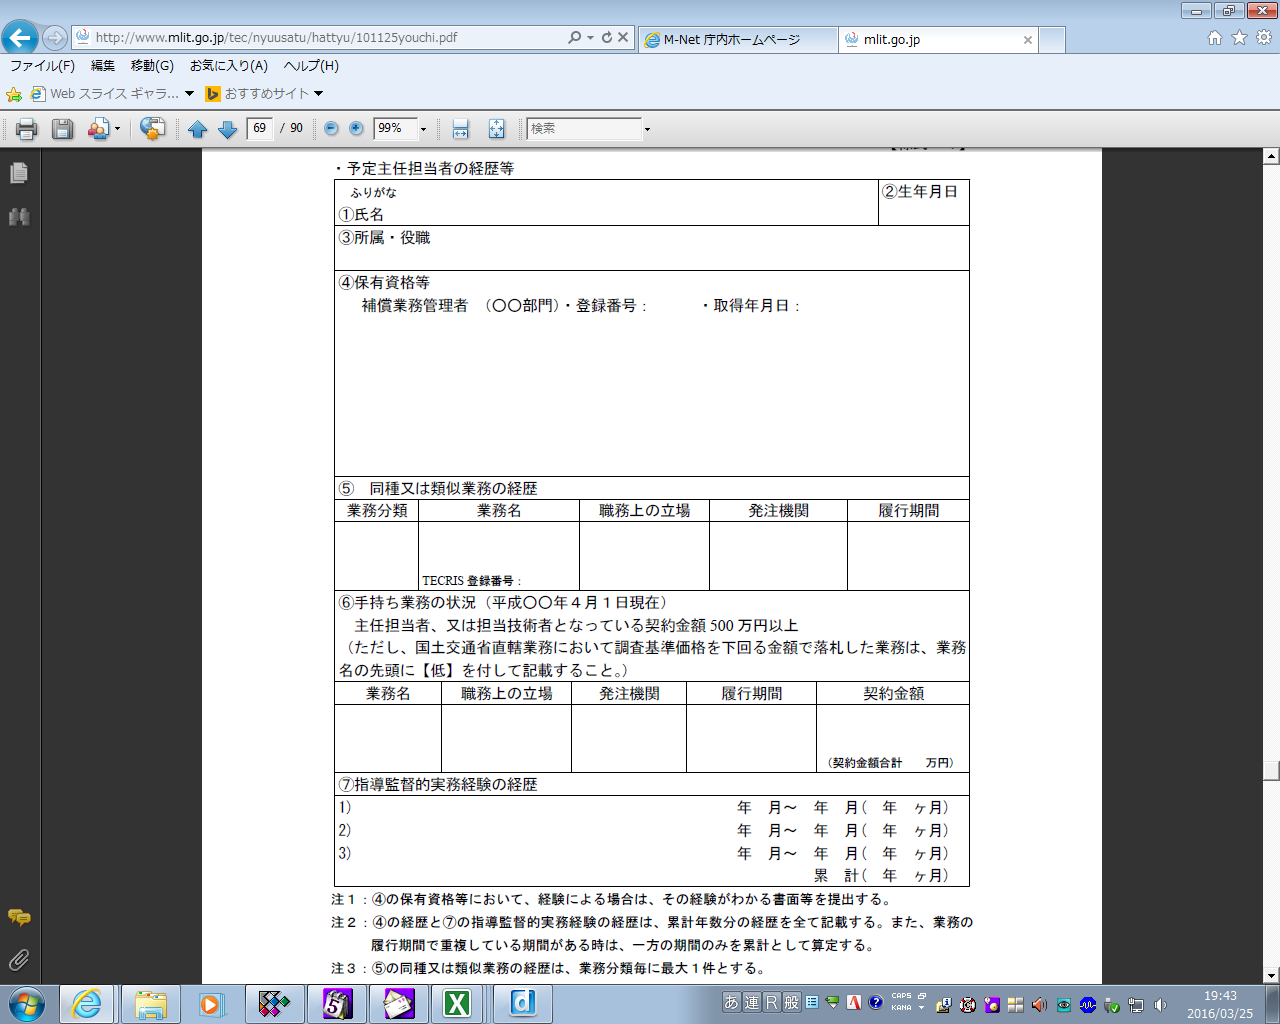 http://www.mlit.go.jp/tec/nyuusatu/hattyu/101125youchi.pdf
M-Net 庁内ホームページ
mlit.go.jp
ファイル(F) 編集 移動(G) お気に入り(A) ヘルプ(H)
Web スライス ギャラ... おすすめサイト
69 / 90 99% 検索
・予定主任担当者の経歴等
ふりがな
①氏名
②生年月日
③所属・役職
④保有資格等
補償業務管理者 （〇〇部門）・登録番号： ・取得年月日：
⑤ 同種又は類似業務の経歴
業務分類 業務名 職務上の立場 発注機関 履行期間
TECRIS 登録番号：
⑥手持ち業務の状況（平成〇〇年４月１日現在）
主任担当者、又は担当技術者となっている契約金額 500 万円以上
（ただし、国土交通省直轄業務において調査基準価格を下回る金額で落札した業務は、業務
名の先頭に【低】を付して記載すること。）
業務名 職務上の立場 発注機関 履行期間 契約金額
（契約金額合計 万円）
⑦指導監督的実務経験の経歴
1） 年 月～ 年 月（ 年 ヶ月）
2） 年 月～ 年 月（ 年 ヶ月）
3） 年 月～ 年 月（ 年 ヶ月）
累 計（ 年 ヶ月）
注１：④の保有資格等において、経験による場合は、その経験がわかる書面等を提出する。
注２：④の経歴と⑦の指導監督的実務経験の経歴は、累計年数分の経歴を全て記載する。また、業務の
履行期間で重複している期間がある時は、一方の期間のみを累計として算定する。
注３：⑤の同種又は類似業務の経歴は、業務分類毎に最大１件とする。
あ 連 R 般 CAPS KANA
19:43
2016/03/25